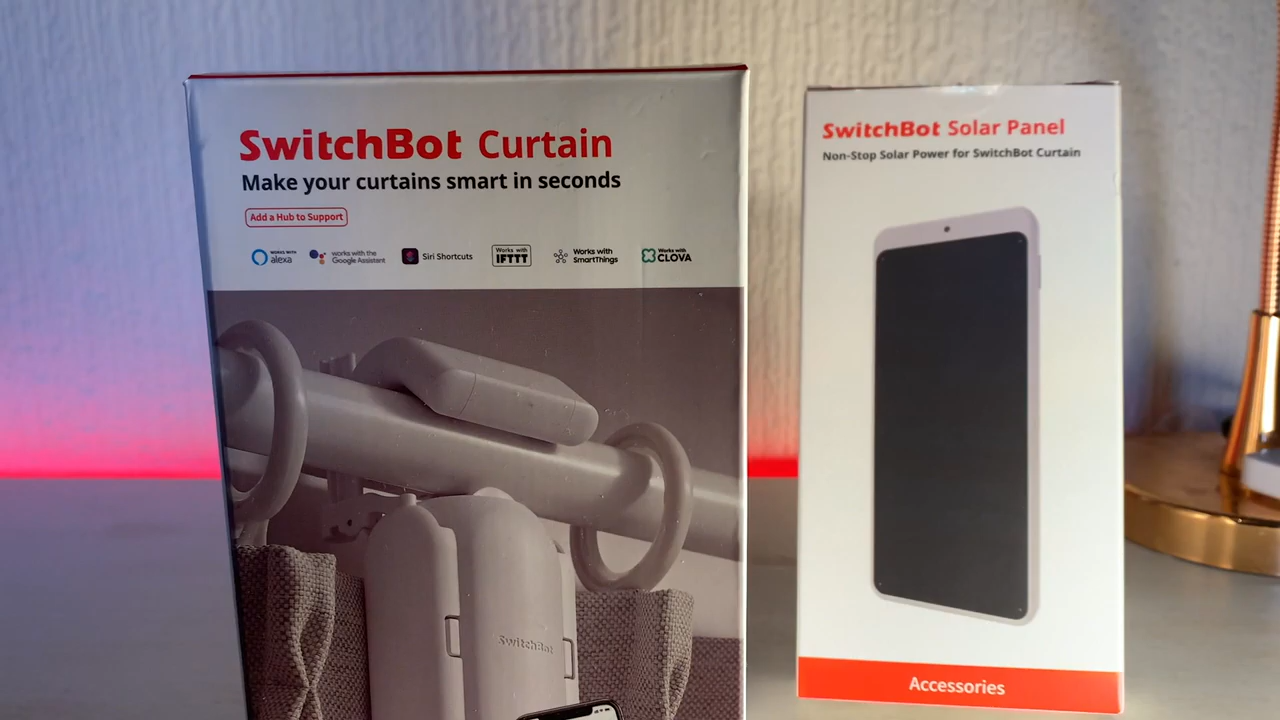 SwitchBot Curtain
Make your curtains smart in seconds
Add a Hub to Support
WORKS WITH
alexa
works with the
Google Assistant
Siri Shortcuts
Works with
IFTTT
Works with
SmartThings
Works with
CLOVA
SwitchBot
SwitchBot Solar Panel
Non-Stop Solar Power for SwitchBot Curtain
Accessories